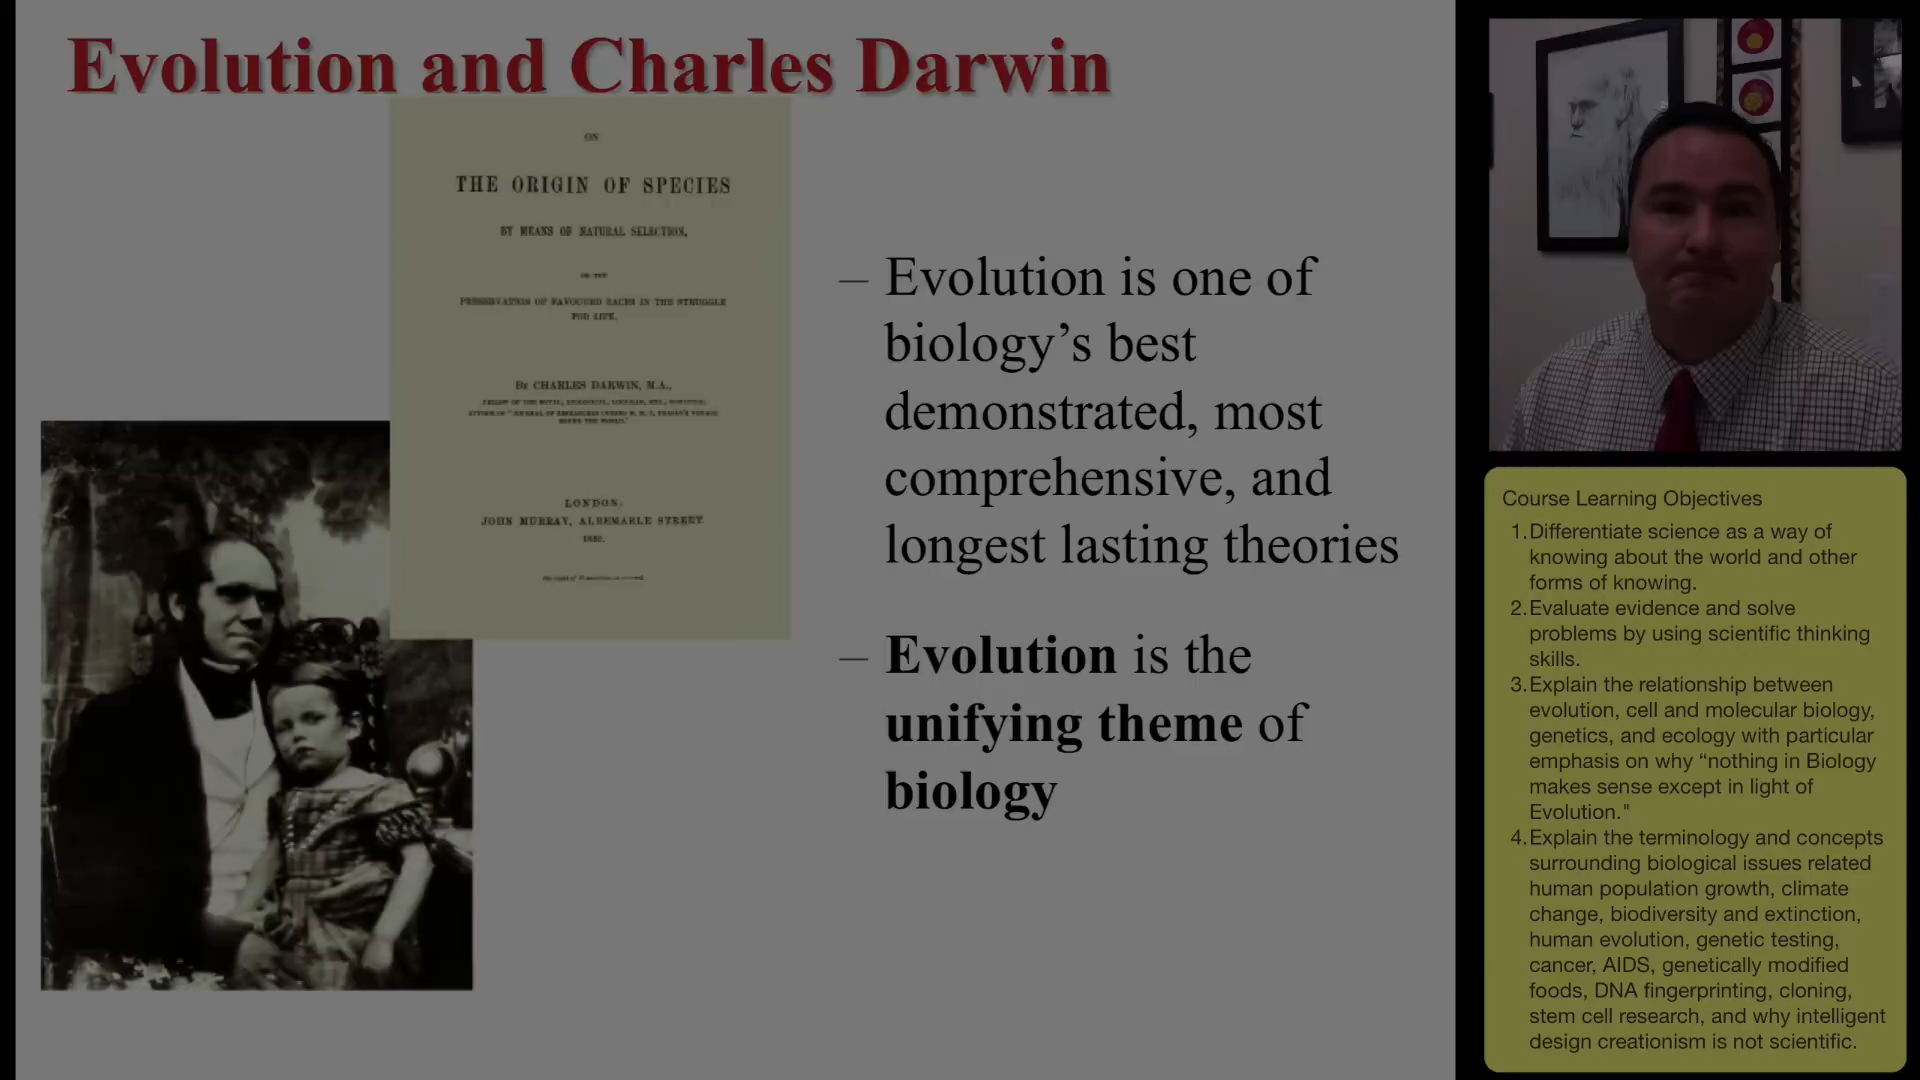 Evolution and Charles Darwin
ON
THE ORIGIN OF SPECIES
BY MEANS OF NATURAL SELECTION,
OR THE
PRESERVATION OF FAVOURED RACES IN THE STRUGGLE
FOR LIFE.
By CHARLES DARWIN, M.A.,
LONDON:
JOHN MURRAY, ALBEMARLE STREET.
– Evolution is one of
biology’s best
demonstrated, most
comprehensive, and
longest lasting theories
– Evolution is the
unifying theme of
biology
Course Learning Objectives
1. Differentiate science as a way of
knowing about the world and other
forms of knowing.
2. Evaluate evidence and solve
problems by using scientific thinking
skills.
3. Explain the relationship between
evolution, cell and molecular biology,
genetics, and ecology with particular
emphasis on why “nothing in Biology
makes sense except in light of
Evolution."
4. Explain the terminology and concepts
surrounding biological issues related
human population growth, climate
change, biodiversity and extinction,
human evolution, genetic testing,
cancer, AIDS, genetically modified
foods, DNA fingerprinting, cloning,
stem cell research, and why intelligent
design creationism is not scientific.